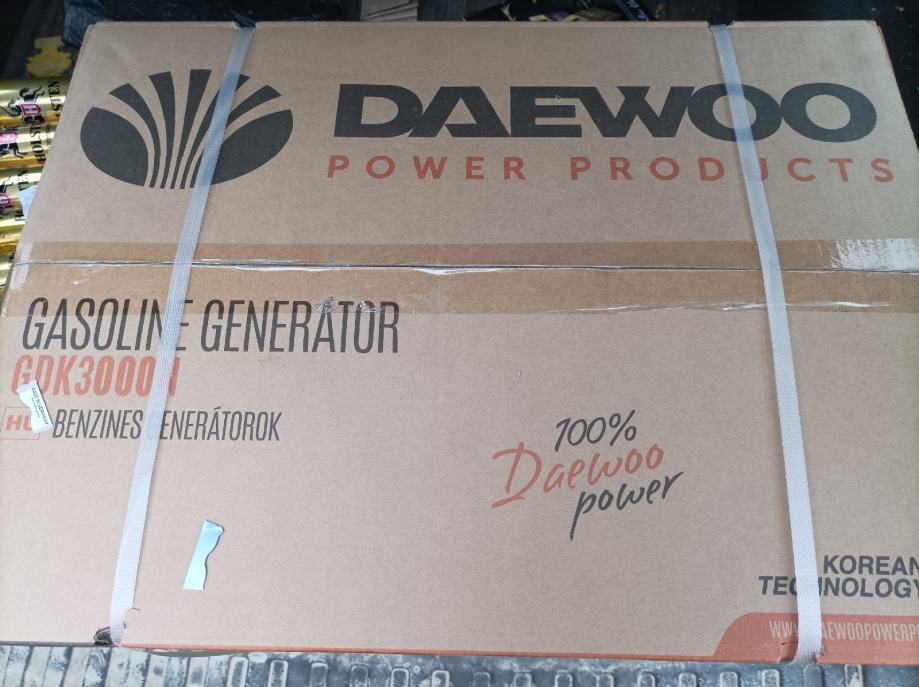 DAEWOO
POWER PRODUCTS
GASOLINE GENERATOR
HU BENZINES GENERÁTOROK
100%
Daewoo
power
KOREAN
TECHNOLOGY